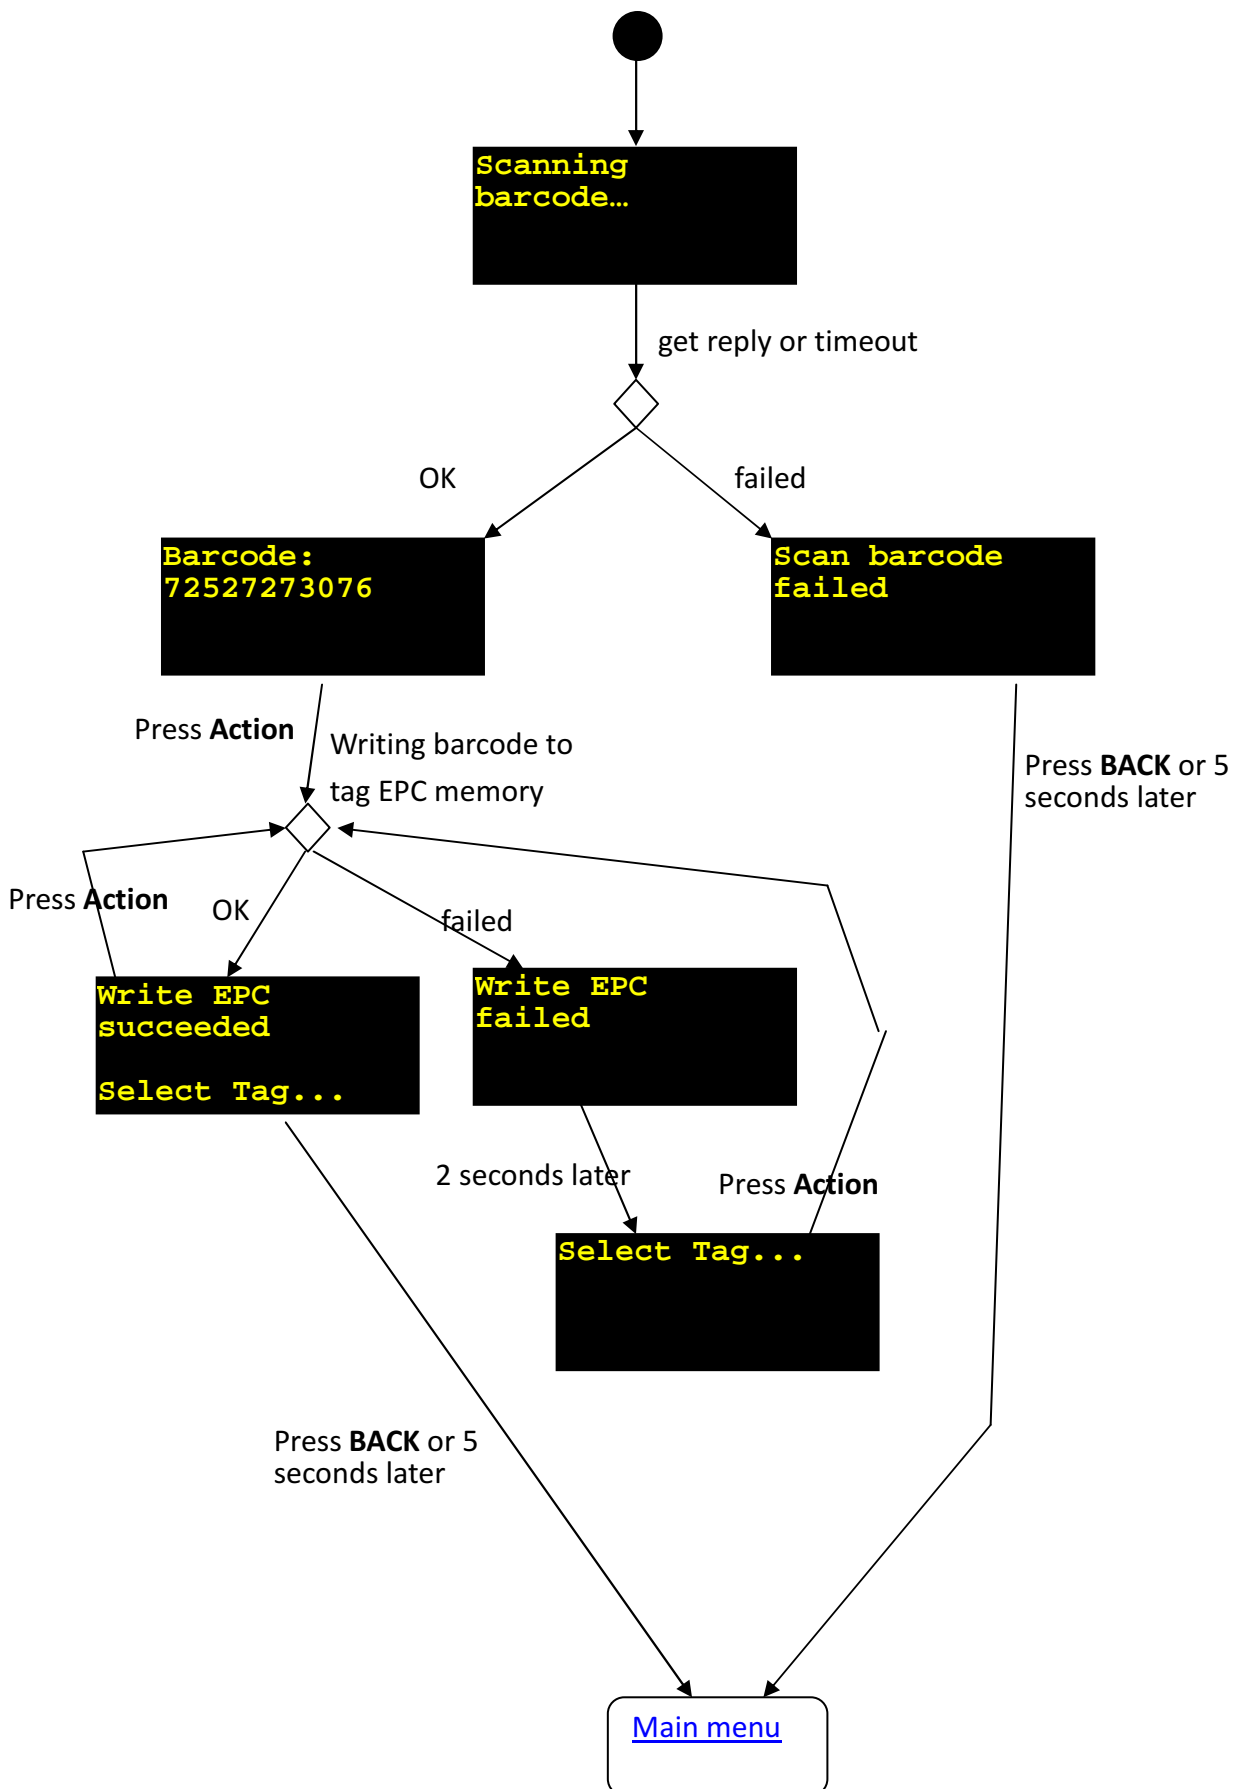 Scanning
barcode…
get reply or timeout
OK
failed
Barcode:
72527273076
Scan barcode
failed
Press Action
Writing barcode to
tag EPC memory
Press BACK or 5
seconds later
Press Action
OK
failed
Write EPC
succeeded
Select Tag...
Write EPC
failed
2 seconds later
Press Action
Select Tag...
Press BACK or 5
seconds later
Main menu